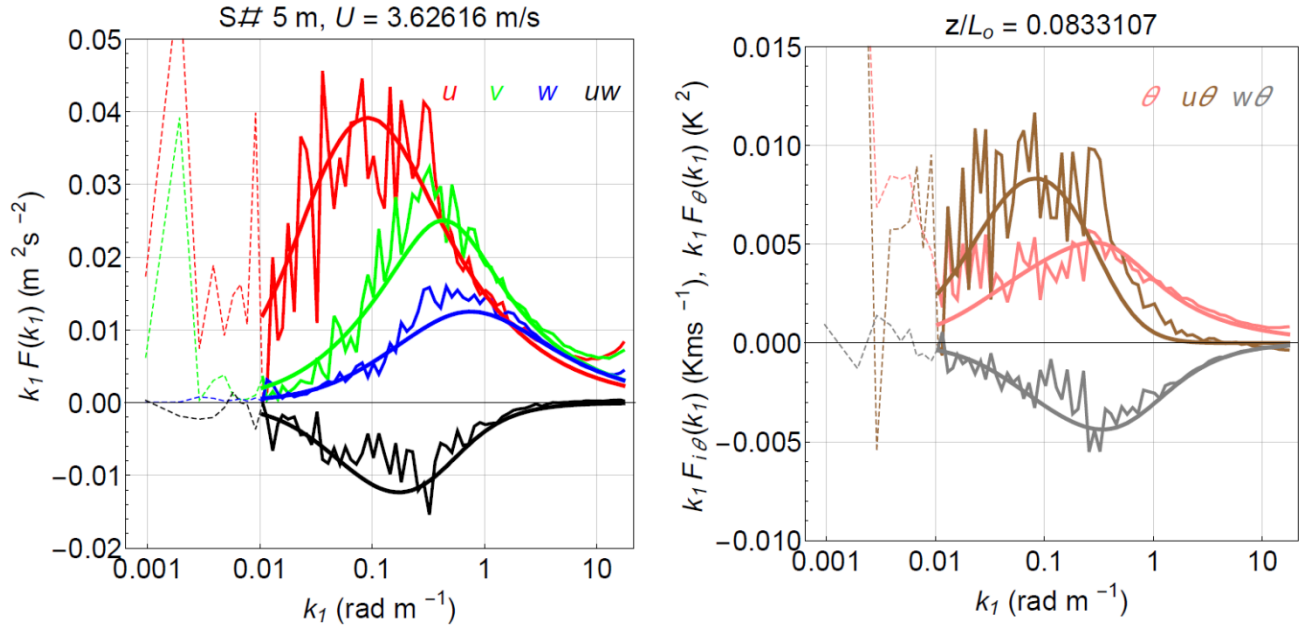 S# 5 m, U = 3.62616 m/s
k₁ F(k₁) (m ² s⁻²)
0.05
0.04
0.03
0.02
0.01
0.00
−0.01
−0.02
u v w uw
0.001 0.01 0.1 1 10
k₁ (rad m ⁻¹)
z/Lₒ = 0.0833107
k₁ F_iθ(k₁) (Kms⁻¹), k₁ F_θ(k₁) (K ²)
0.015
0.010
0.005
0.000
−0.005
−0.010
θ uθ wθ
0.001 0.01 0.1 1 10
k₁ (rad m ⁻¹)